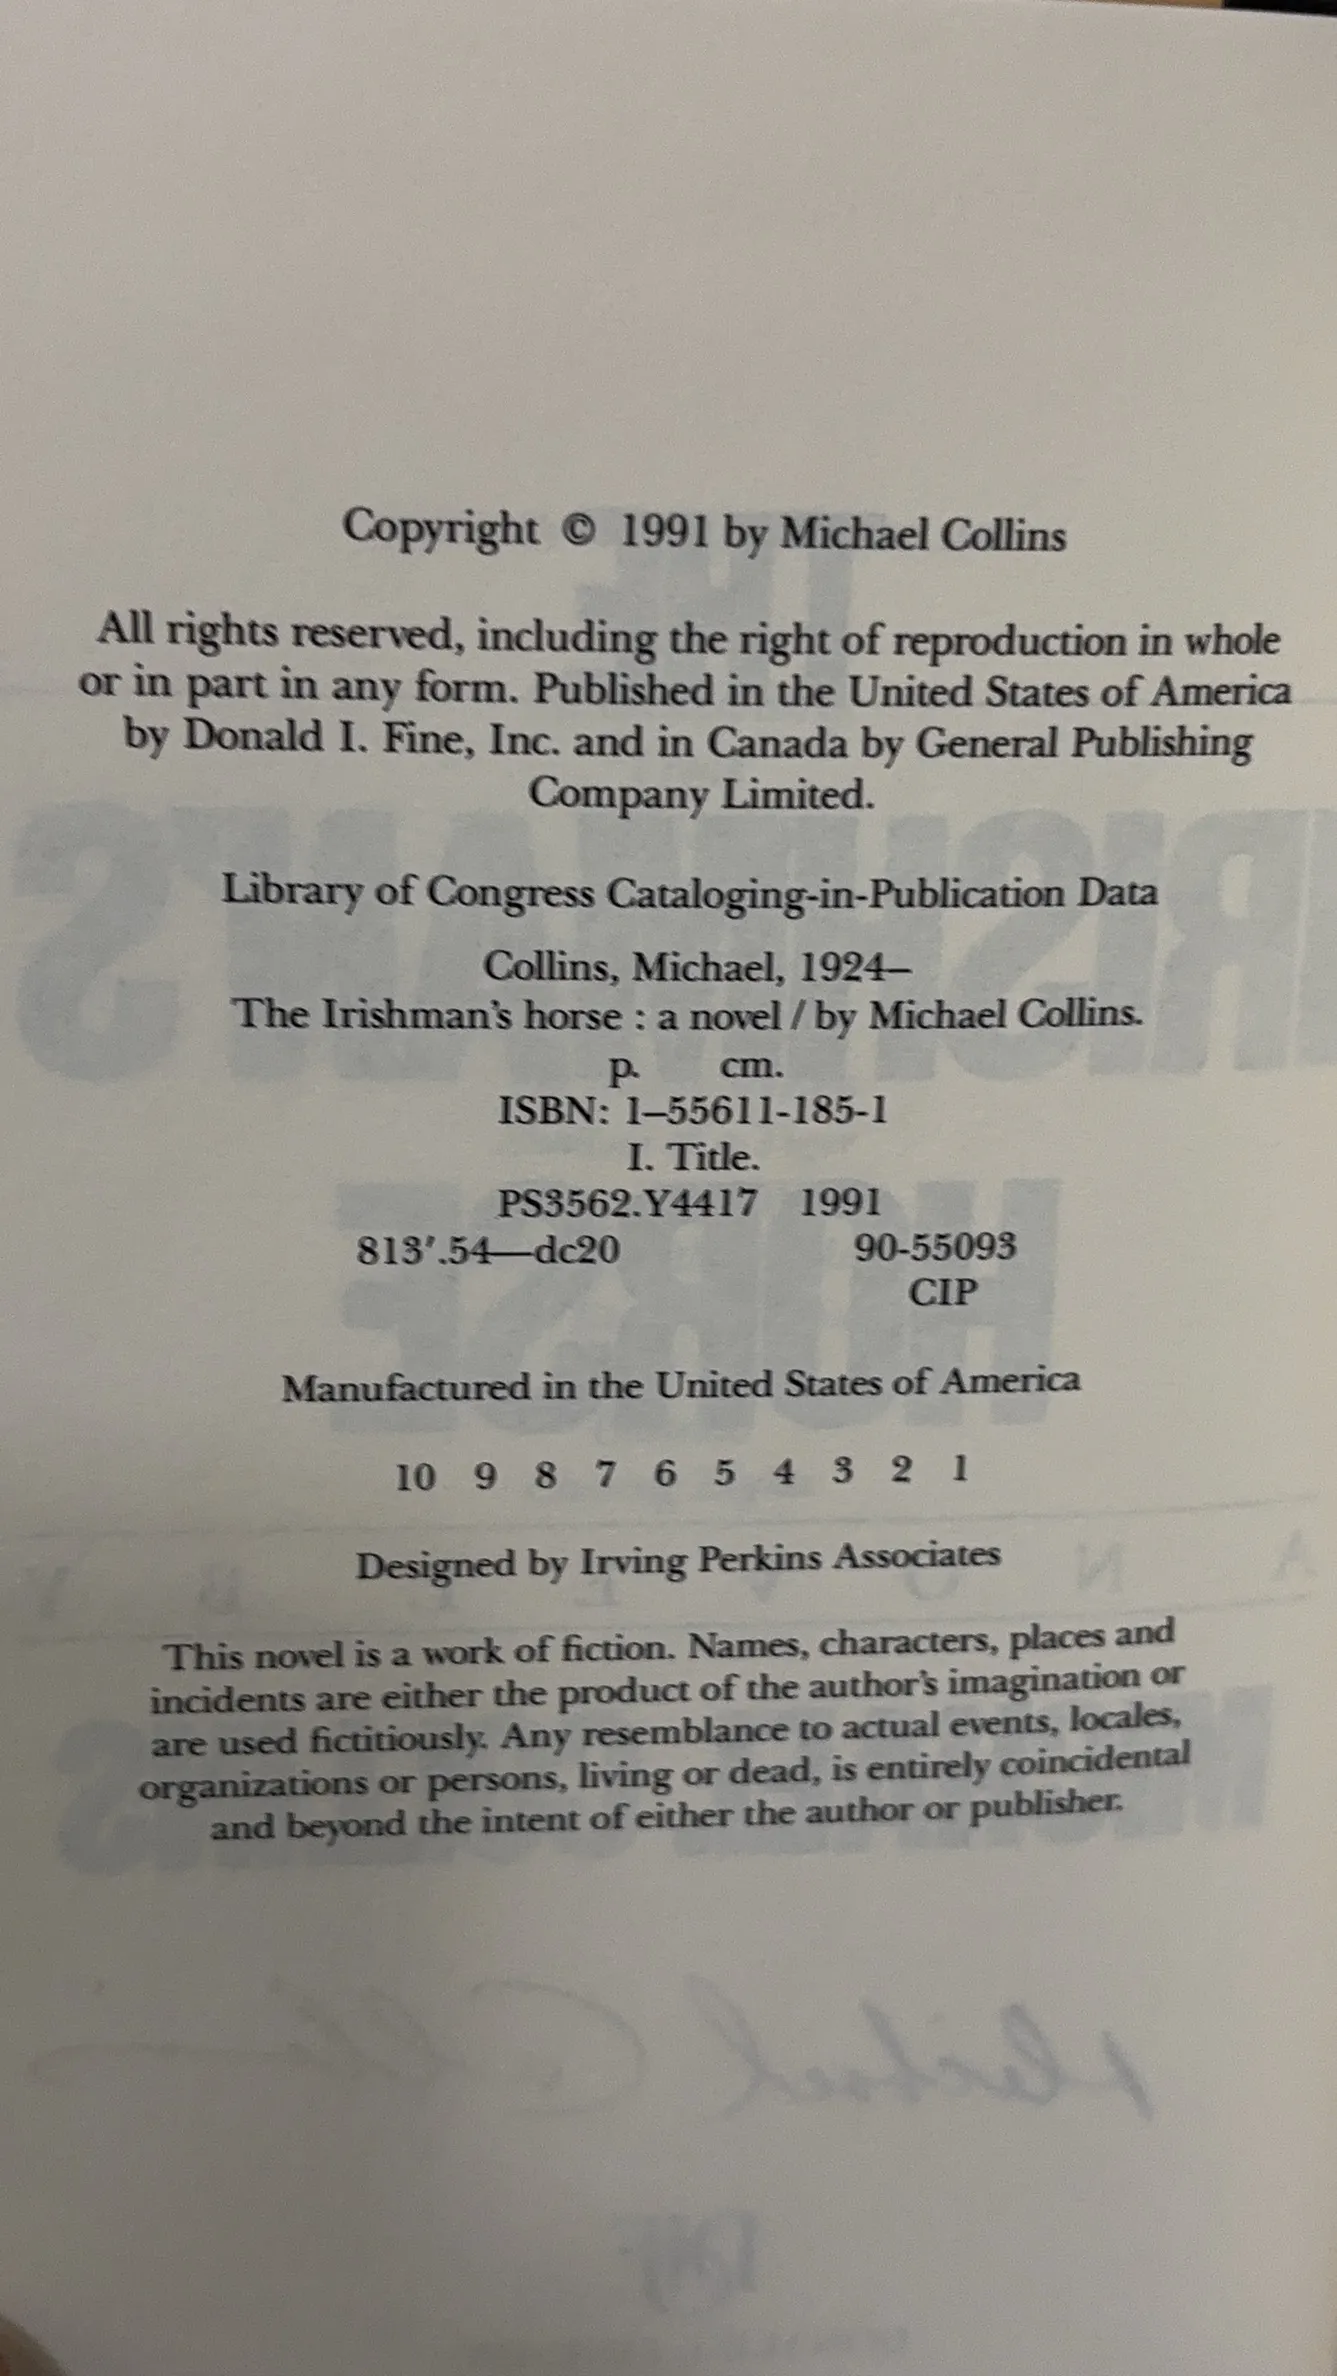 Copyright © 1991 by Michael Collins
All rights reserved, including the right of reproduction in whole
or in part in any form. Published in the United States of America
by Donald I. Fine, Inc. and in Canada by General Publishing
Company Limited.
Library of Congress Cataloging-in-Publication Data
Collins, Michael, 1924–
The Irishman's horse : a novel / by Michael Collins.
p. cm.
ISBN: 1–55611-185-1
I. Title.
PS3562.Y4417 1991
813'.54—dc20 90-55093
CIP
Manufactured in the United States of America
10 9 8 7 6 5 4 3 2 1
Designed by Irving Perkins Associates
This novel is a work of fiction. Names, characters, places and
incidents are either the product of the author's imagination or
are used fictitiously. Any resemblance to actual events, locales,
organizations or persons, living or dead, is entirely coincidental
and beyond the intent of either the author or publisher.